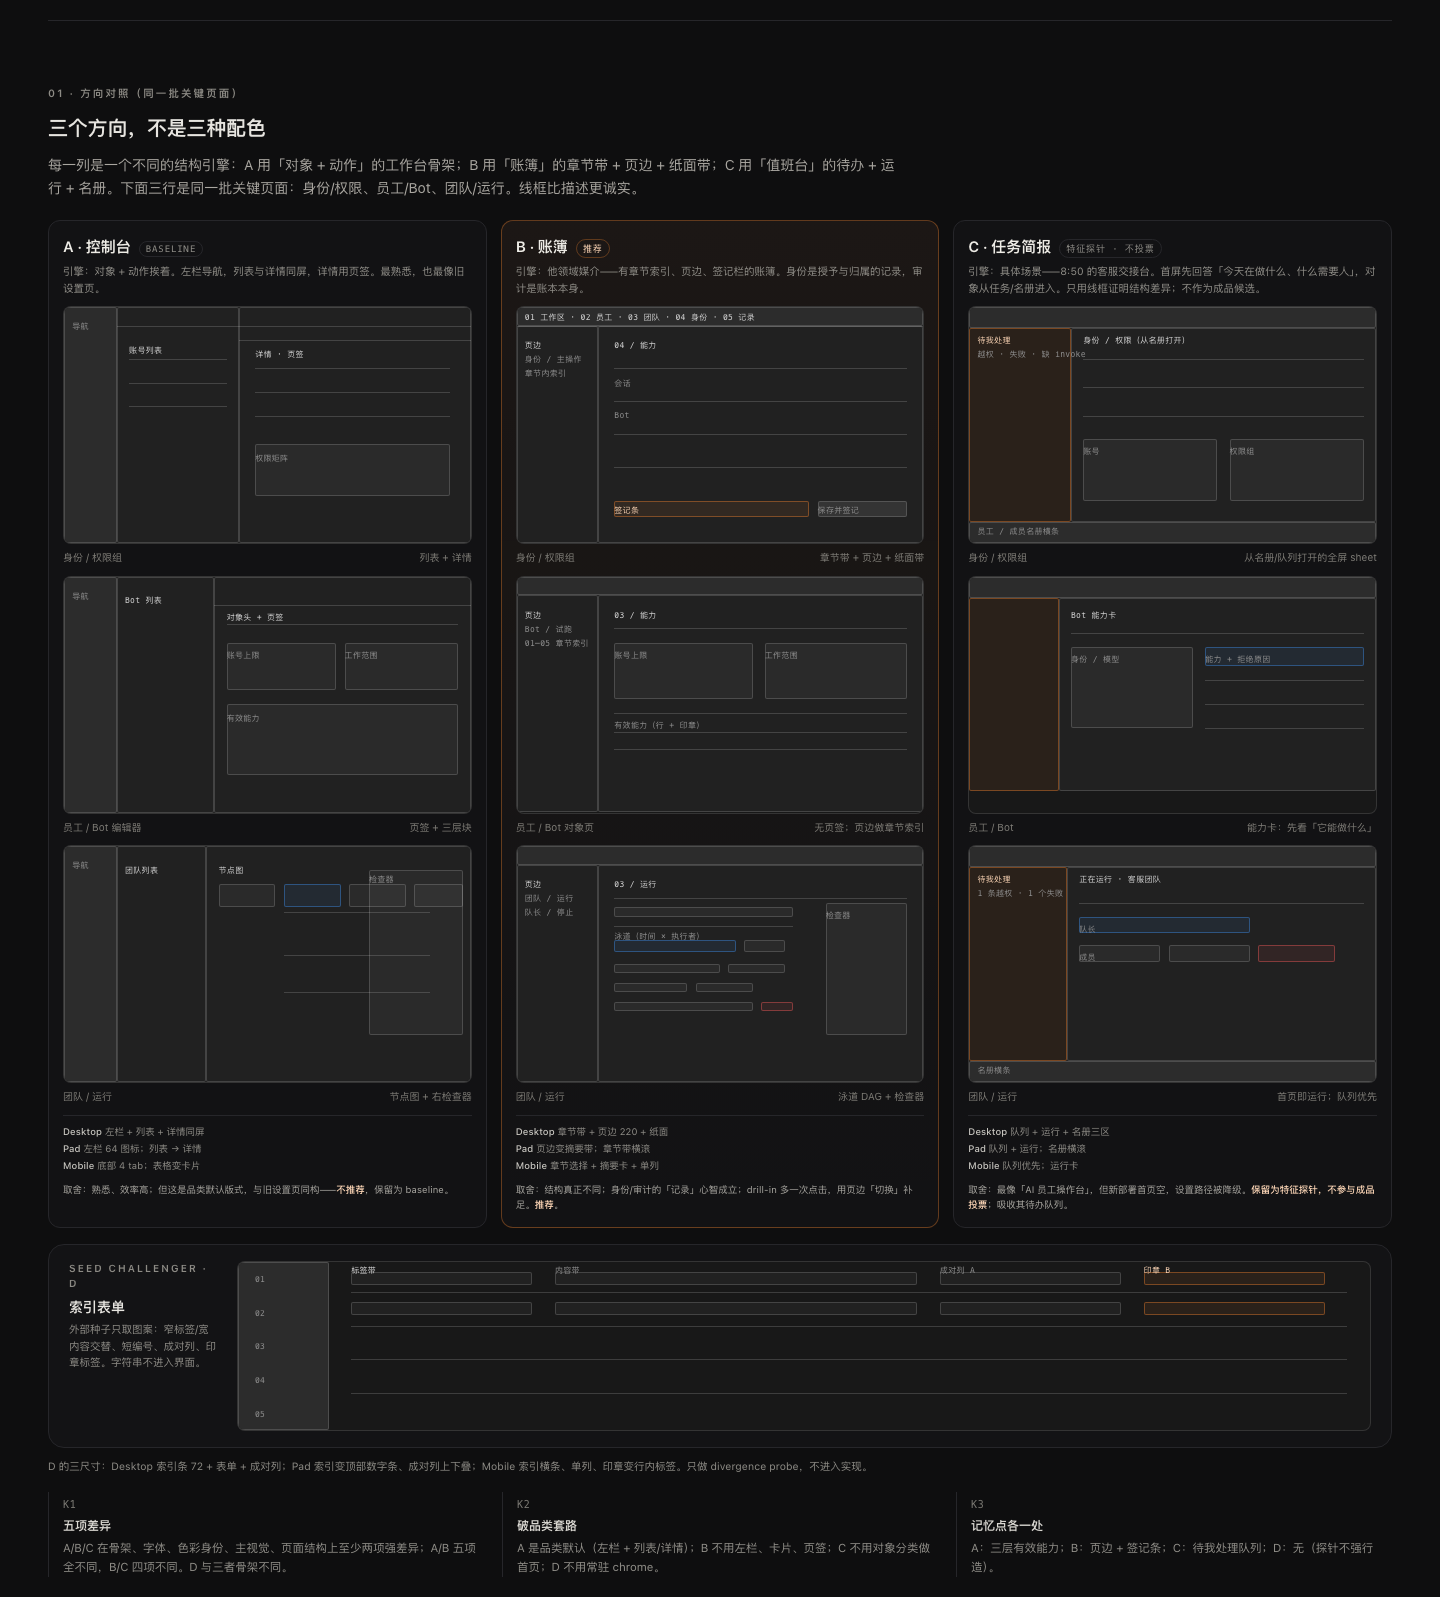 01 · 方向对照（同一批关键页面）
三个方向，不是三种配色
每一列是一个不同的结构引擎：A 用「对象 + 动作」的工作台骨架；B 用「账簿」的章节带 + 页边 + 纸面带；C 用「值班台」的待办 + 运
行 + 名册。下面三行是同一批关键页面：身份/权限、员工/Bot、团队/运行。线框比描述更诚实。
A · 控制台 BASELINE
引擎：对象 + 动作挨着。左栏导航，列表与详情同屏，详情用页签。最熟悉，也最像旧
设置页。
导航
账号列表
详情 · 页签
权限矩阵
身份 / 权限组 列表 + 详情
导航
Bot 列表
对象头 + 页签
账号上限 工作范围
有效能力
员工 / Bot 编辑器 页签 + 三层块
导航
团队列表
节点图
检查器
团队 / 运行 节点图 + 右检查器
Desktop 左栏 + 列表 + 详情同屏
Pad 左栏 64 图标；列表 → 详情
Mobile 底部 4 tab；表格变卡片
取舍：熟悉、效率高；但这是品类默认版式，与旧设置页同构——不推荐，保留为 baseline。
B · 账簿 推荐
引擎：他领域媒介——有章节索引、页边、签记栏的账簿。身份是授予与归属的记录，审
计是账本本身。
01 工作区 · 02 员工 · 03 团队 · 04 身份 · 05 记录
页边
身份 / 主操作
章节内索引
04 / 能力
会话
Bot
签记条 保存并签记
身份 / 权限组 章节带 + 页边 + 纸面带
页边
Bot / 试跑
01—05 章节索引
03 / 能力
账号上限 工作范围
有效能力（行 + 印章）
员工 / Bot 对象页 无页签；页边做章节索引
页边
团队 / 运行
队长 / 停止
03 / 运行
泳道（时间 × 执行者）
检查器
团队 / 运行 泳道 DAG + 检查器
Desktop 章节带 + 页边 220 + 纸面
Pad 页边变摘要带；章节带横滚
Mobile 章节选择 + 摘要卡 + 单列
取舍：结构真正不同；身份/审计的「记录」心智成立；drill-in 多一次点击，用页边「切换」补
足。推荐。
C · 任务简报 特征探针 · 不投票
引擎：具体场景——8:50 的客服交接台。首屏先回答「今天在做什么、什么需要人」，对
象从任务/名册进入。只用线框证明结构差异；不作为成品候选。
待我处理
越权 · 失败 · 缺 invoke
身份 / 权限（从名册打开）
账号 权限组
员工 / 成员名册横条
身份 / 权限组 从名册/队列打开的全屏 sheet
Bot 能力卡
身份 / 模型 能力 + 拒绝原因
员工 / Bot 能力卡：先看「它能做什么」
待我处理
1 条越权 · 1 个失败
正在运行 · 客服团队
队长
成员
名册横条
团队 / 运行 首页即运行；队列优先
Desktop 队列 + 运行 + 名册三区
Pad 队列 + 运行；名册横滚
Mobile 队列优先；运行卡
取舍：最像「AI 员工操作台」，但新部署首页空，设置路径被降级。保留为特征探针，不参与成品
投票；吸收其待办队列。
SEED CHALLENGER ·
D
索引表单
外部种子只取图案：窄标签/宽
内容交替、短编号、成对列、印
章标签。字符串不进入界面。
01
02
03
04
05
标签带 内容带 成对列 A 印章 B
D 的三尺寸：Desktop 索引条 72 + 表单 + 成对列；Pad 索引变顶部数字条、成对列上下叠；Mobile 索引横条、单列、印章变行内标签。只做 divergence probe，不进入实现。
K1
五项差异
A/B/C 在骨架、字体、色彩身份、主视觉、页面结构上至少两项强差异；A/B 五项
全不同，B/C 四项不同。D 与三者骨架不同。
K2
破品类套路
A 是品类默认（左栏 + 列表/详情）；B 不用左栏、卡片、页签；C 不用对象分类做
首页；D 不用常驻 chrome。
K3
记忆点各一处
A：三层有效能力；B：页边 + 签记条；C：待我处理队列；D：无（探针不强行
造）。